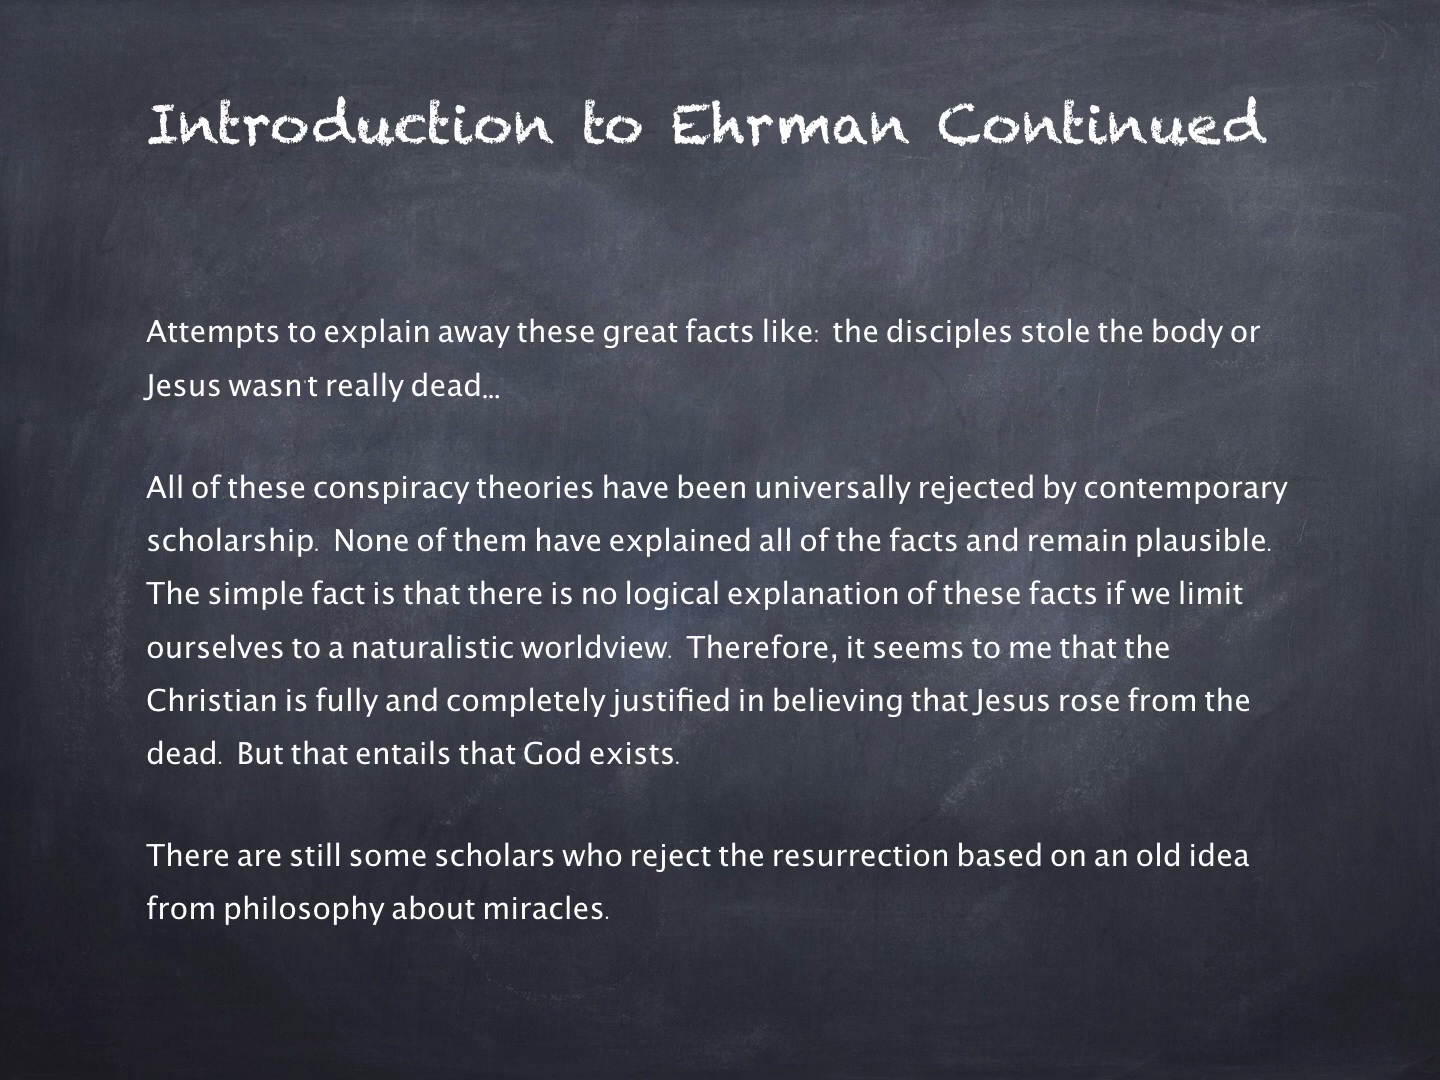 Introduction to Ehrman Continued
Attempts to explain away these great facts like:  the disciples stole the body or
Jesus wasn't really dead...
All of these conspiracy theories have been universally rejected by contemporary
scholarship.  None of them have explained all of the facts and remain plausible.
The simple fact is that there is no logical explanation of these facts if we limit
ourselves to a naturalistic worldview.  Therefore, it seems to me that the
Christian is fully and completely justified in believing that Jesus rose from the
dead.  But that entails that God exists.
There are still some scholars who reject the resurrection based on an old idea
from philosophy about miracles.